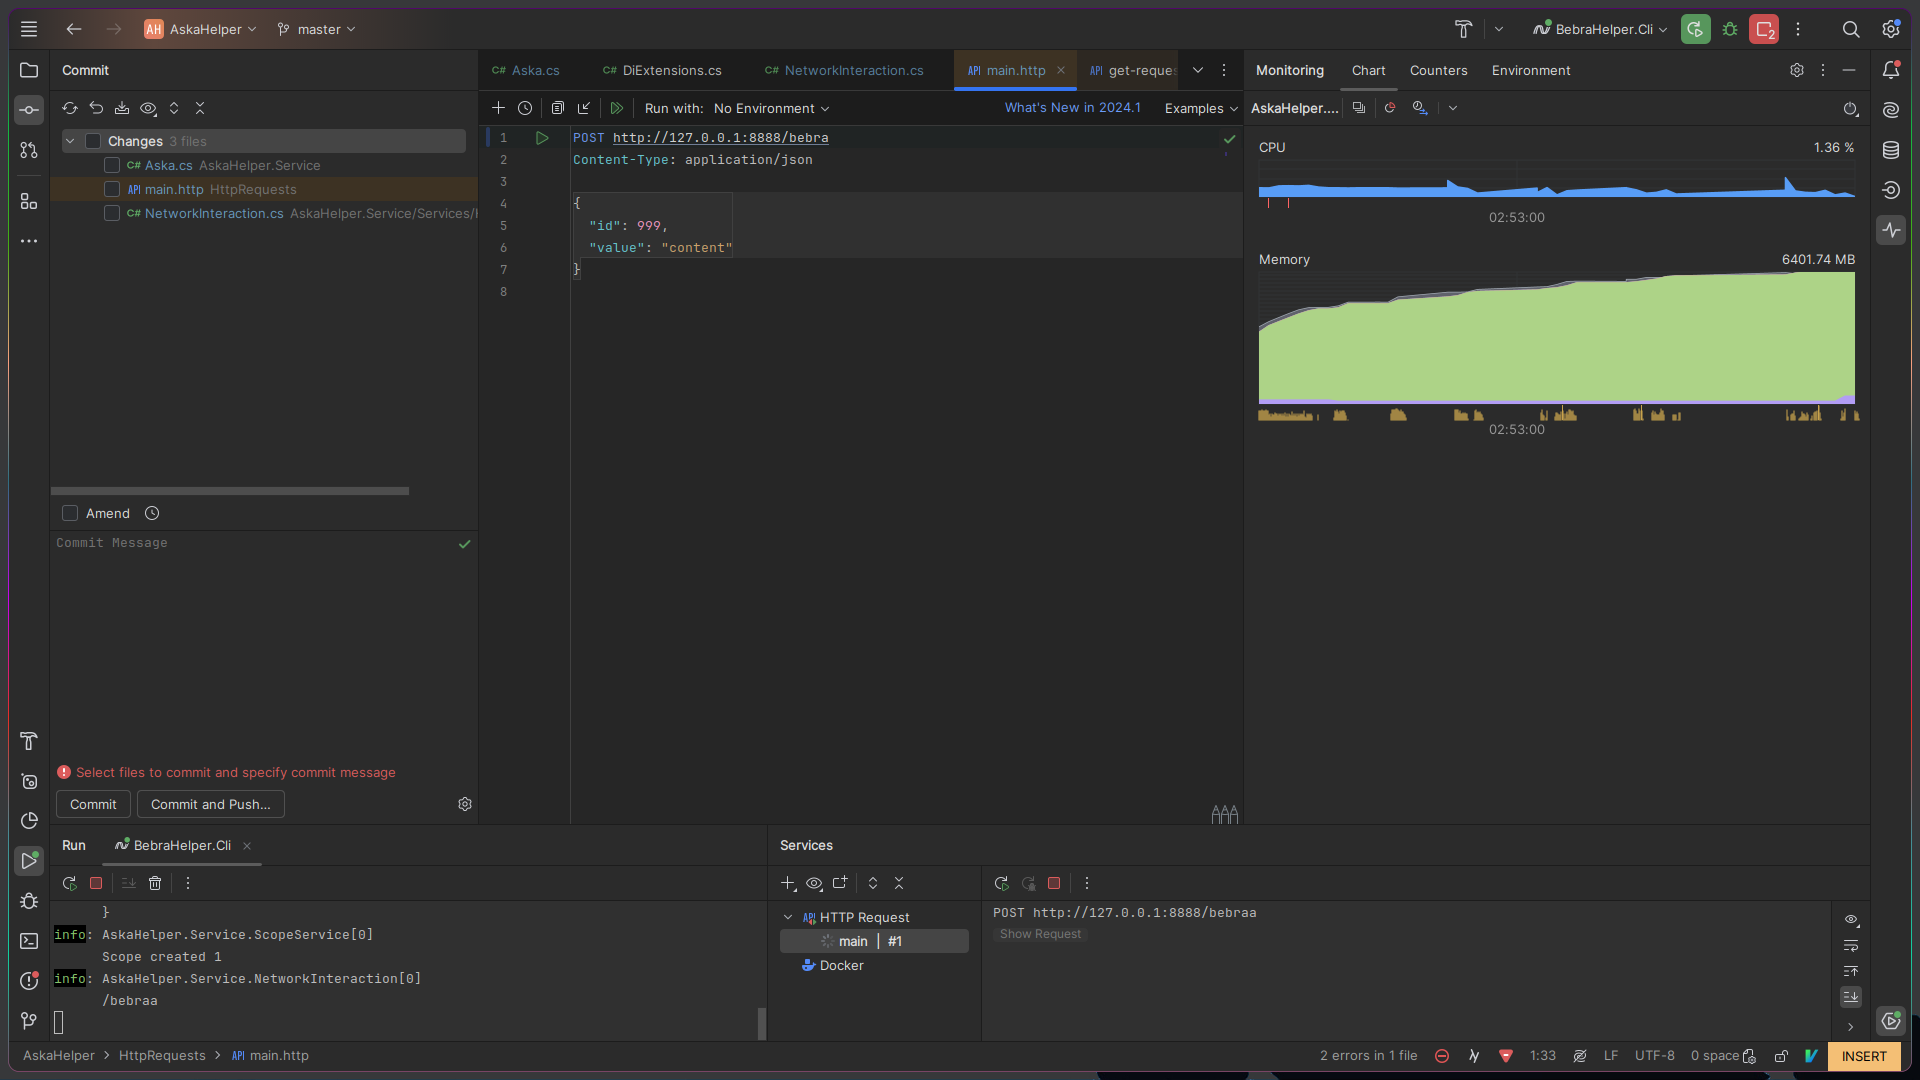 AH AskaHelper master BebraHelper.Cli 2
Commit
Changes 3 files
C# Aska.cs AskaHelper.Service
API main.http HttpRequests
C# NetworkInteraction.cs AskaHelper.Service/Services/
Amend
Commit Message
Select files to commit and specify commit message
Commit Commit and Push...
C# Aska.cs C# DiExtensions.cs C# NetworkInteraction.cs API main.http API get-reques
Run with: No Environment What's New in 2024.1 Examples
1 POST http://127.0.0.1:8888/bebra
2 Content-Type: application/json
3
4 {
5 "id": 999,
6 "value": "content"
7 }
8
Monitoring Chart Counters Environment
AskaHelper....
CPU 1.36 %
02:53:00
Memory 6401.74 MB
02:53:00
Run BebraHelper.Cli
}
info: AskaHelper.Service.ScopeService[0]
Scope created 1
info: AskaHelper.Service.NetworkInteraction[0]
/bebraa
Services
API HTTP Request
main | #1
Docker
POST http://127.0.0.1:8888/bebraa
Show Request
AskaHelper > HttpRequests > API main.http
2 errors in 1 file 1:33 LF UTF-8 0 space INSERT